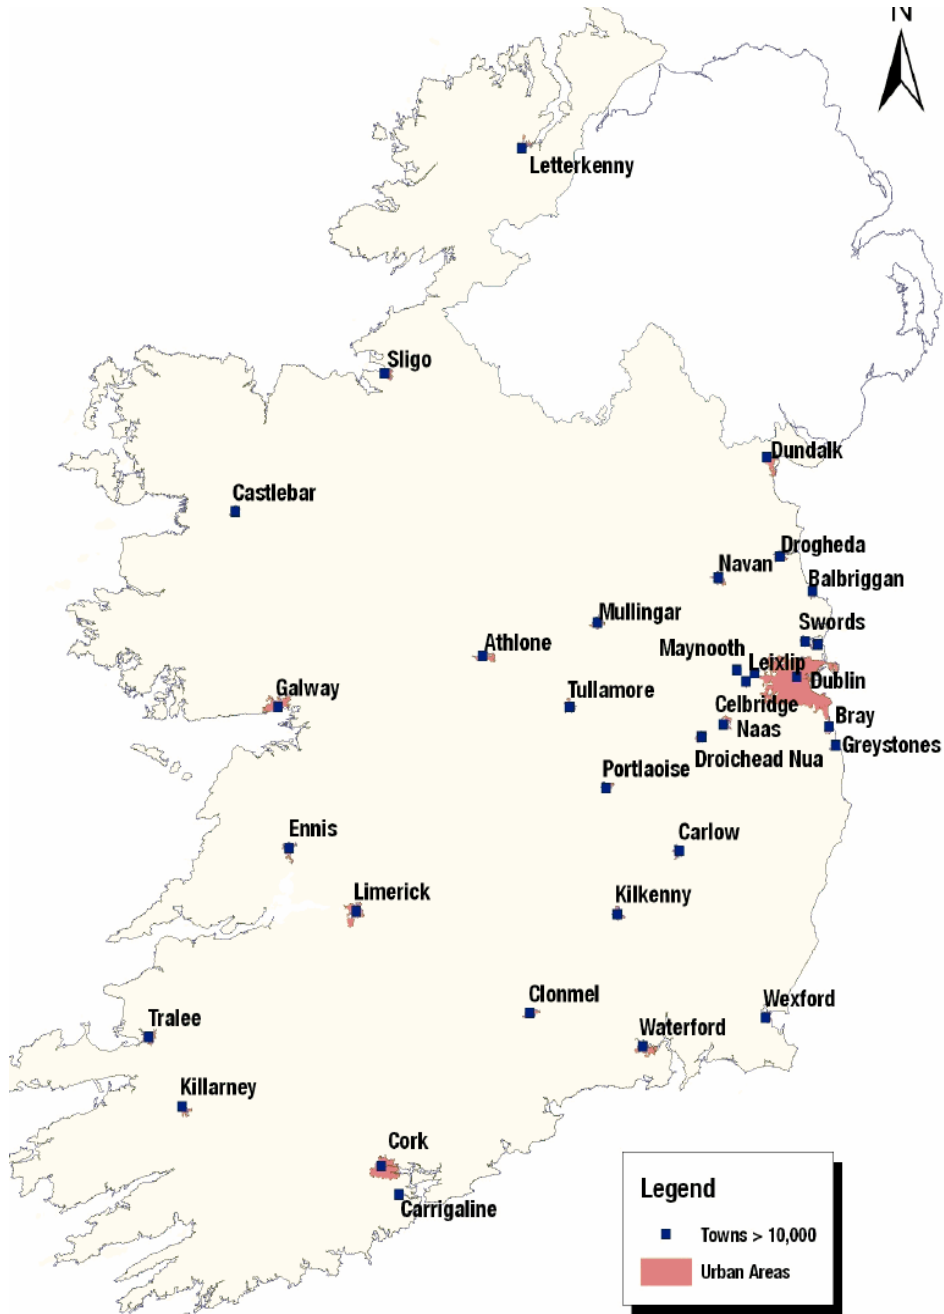 N
Letterkenny
Sligo
Dundalk
Castlebar
Drogheda
Navan
Balbriggan
Mullingar
Swords
Athlone
Maynooth
Leixlip
Dublin
Galway
Tullamore
Celbridge
Bray
Naas
Greystones
Droichead Nua
Portlaoise
Ennis
Carlow
Limerick
Kilkenny
Clonmel
Wexford
Tralee
Waterford
Killarney
Cork
Carrigaline
Legend
Towns > 10,000
Urban Areas